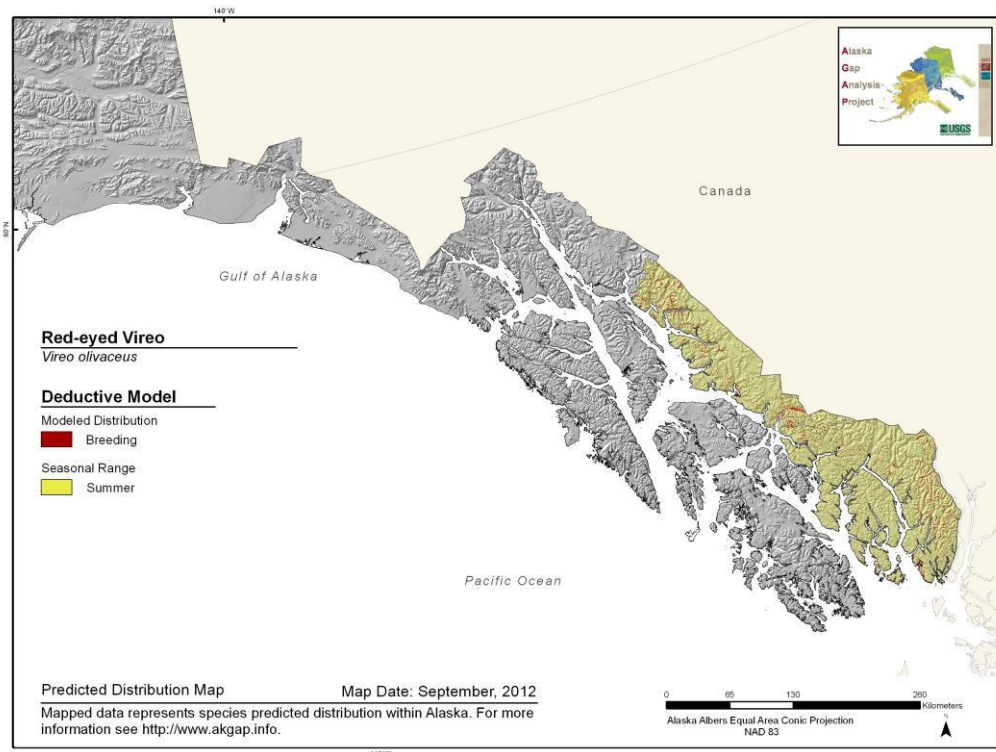 140°W
Alaska
Gap
Analysis
Project
USGS
Canada
60°N
Gulf of Alaska
Red-eyed Vireo
Vireo olivaceus
Deductive Model
Modeled Distribution
Breeding
Seasonal Range
Summer
Pacific Ocean
Predicted Distribution Map Map Date: September, 2012
Mapped data represents species predicted distribution within Alaska. For more
information see http://www.akgap.info.
0 65 130 260
Kilometers
Alaska Albers Equal Area Conic Projection
NAD 83
N